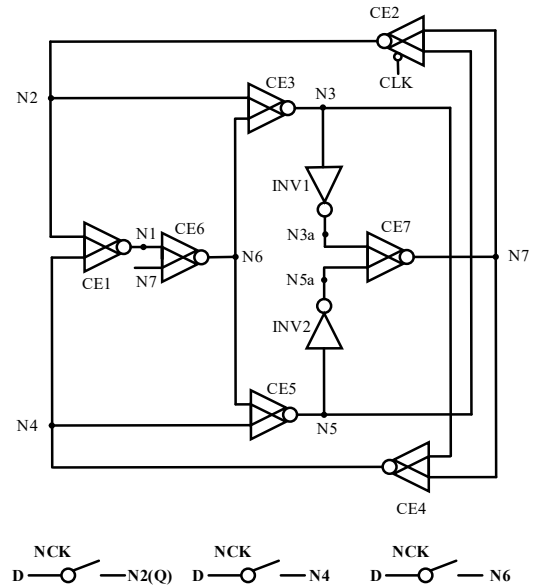 CE2
CLK
N2
CE3
N3
INV1
N1
CE6
N3a
CE7
N7
CE1
N7
N6
N5a
INV2
CE5
N4
N5
CE4
NCK
D
N2(Q)
NCK
D
N4
NCK
D
N6